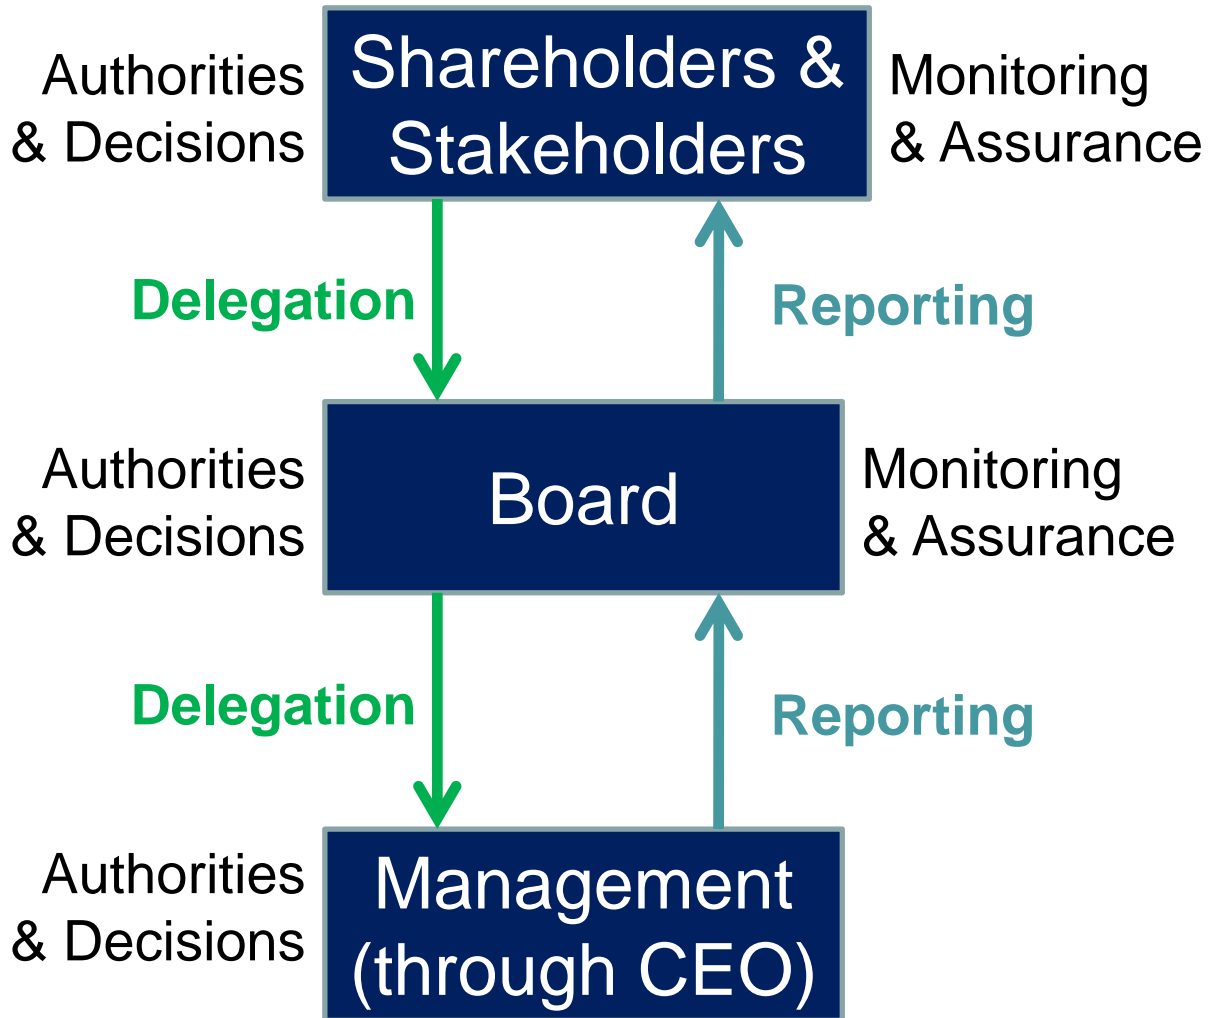 Authorities
& Decisions
Shareholders &
Stakeholders
Monitoring
& Assurance
Delegation
Reporting
Authorities
& Decisions
Board
Monitoring
& Assurance
Delegation
Reporting
Authorities
& Decisions
Management
(through CEO)